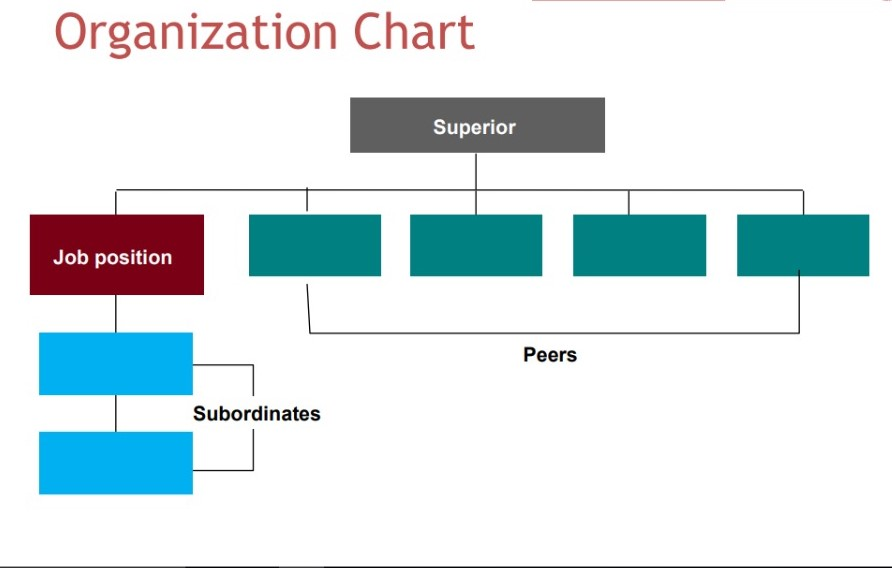 Organization Chart
Superior
Job position
Peers
Subordinates